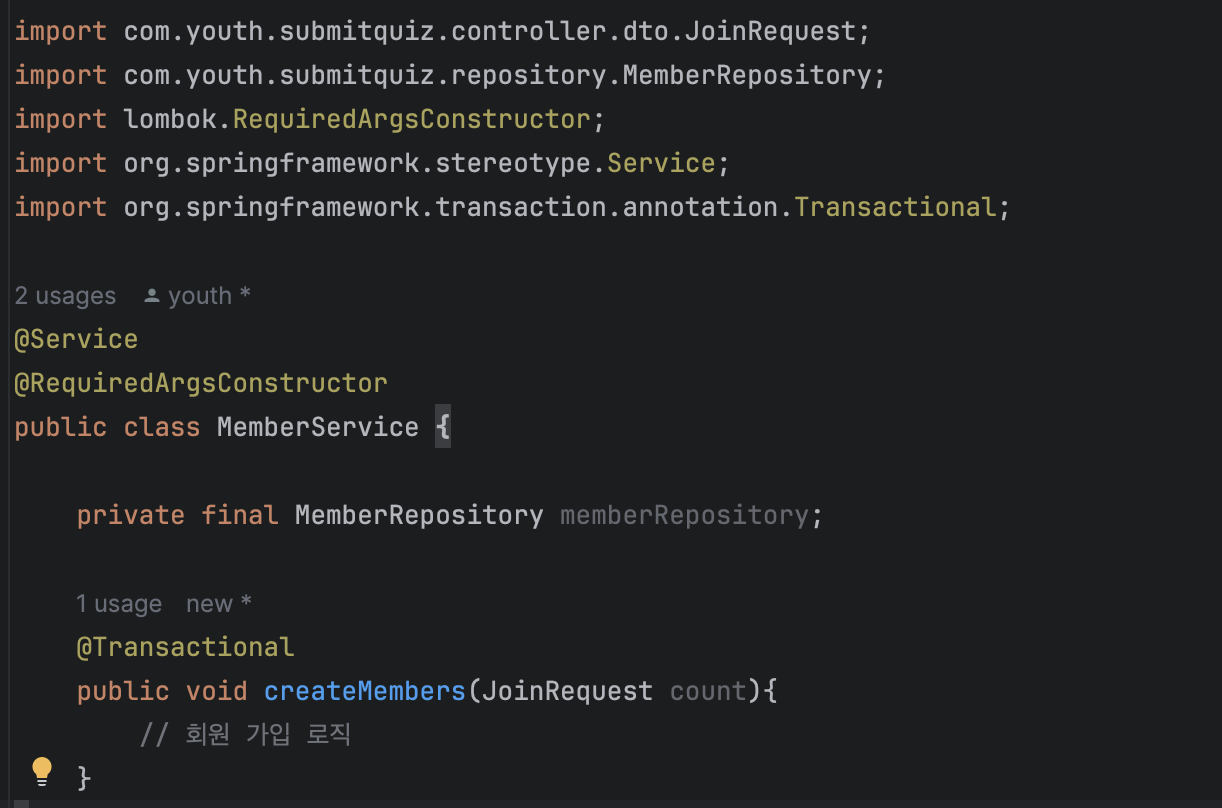 import com.youth.submitquiz.controller.dto.JoinRequest;
import com.youth.submitquiz.repository.MemberRepository;
import lombok.RequiredArgsConstructor;
import org.springframework.stereotype.Service;
import org.springframework.transaction.annotation.Transactional;
2 usages youth *
@Service
@RequiredArgsConstructor
public class MemberService {
private final MemberRepository memberRepository;
1 usage new *
@Transactional
public void createMembers(JoinRequest count){
// 회원 가입 로직
}